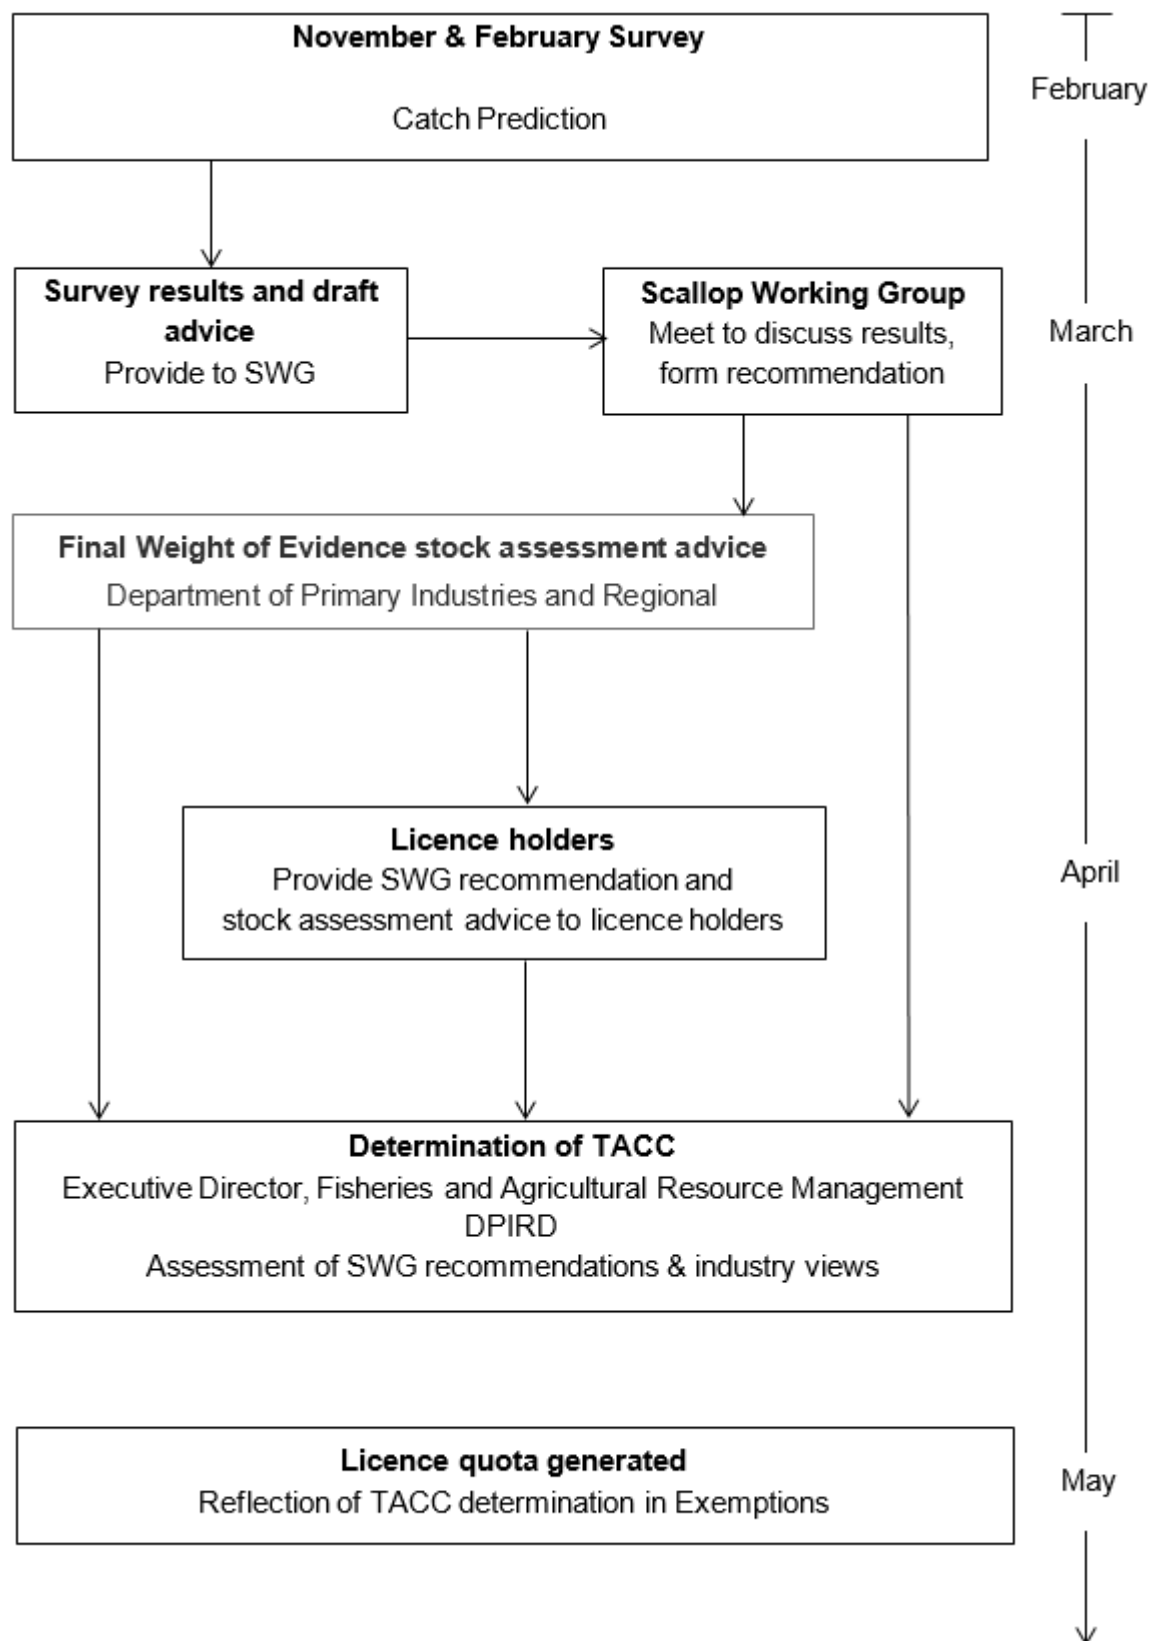 November & February Survey
Catch Prediction
February
Survey results and draft
advice
Provide to SWG
Scallop Working Group
Meet to discuss results,
form recommendation
March
Final Weight of Evidence stock assessment advice
Department of Primary Industries and Regional
Licence holders
Provide SWG recommendation and
stock assessment advice to licence holders
April
Determination of TACC
Executive Director, Fisheries and Agricultural Resource Management
DPIRD
Assessment of SWG recommendations & industry views
Licence quota generated
Reflection of TACC determination in Exemptions
May